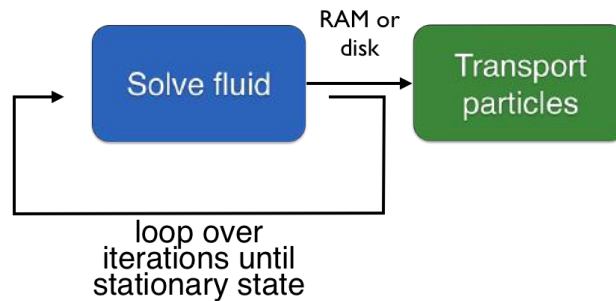 RAM or
disk
Solve fluid
Transport
particles
loop over
iterations until
stationary state